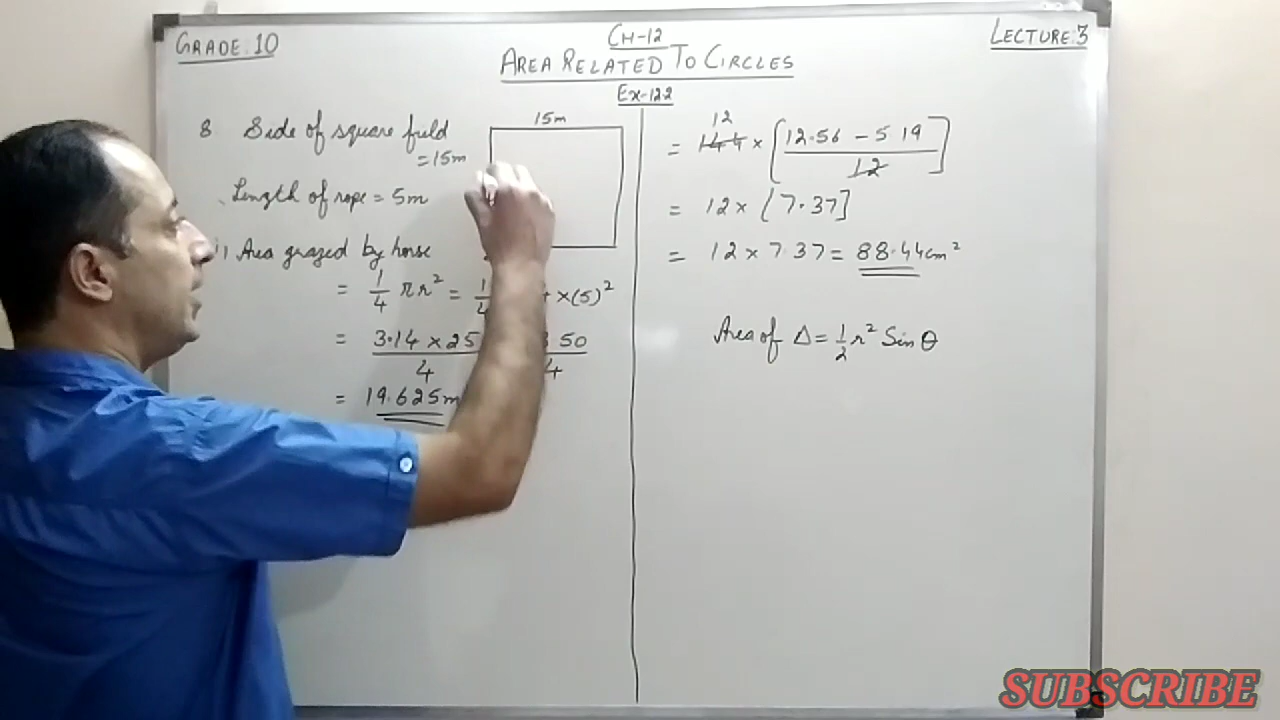 GRADE 10
CH-12
LECTURE 3
AREA RELATED TO CIRCLES
Ex-12.2
8 Side of square field
= 15m
15m
Length of rope = 5m
i) Area grazed by horse
= 1/4 πr² = 1/4 ×(5)²
= 3.14 × 25 / 4 50 / 4
= 19.625m
12
= 144 × [12.56 - 5 19 / 12]
= 12 × [7.37]
= 12 × 7.37 = 88.44cm²
Area of Δ = 1/2 r² Sin θ
SUBSCRIBE